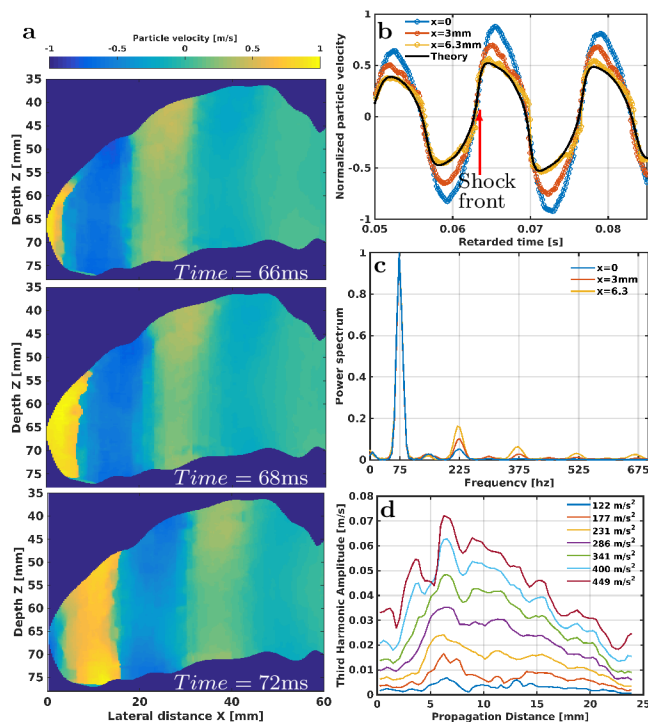 a
Particle velocity [m/s]
-1 -0.5 0 0.5 1
Depth Z [mm]
35
40
45
50
55
60
65
70
75
Time = 66ms
Depth Z [mm]
35
40
45
50
55
60
65
70
75
Time = 68ms
Depth Z [mm]
35
40
45
50
55
60
65
70
75
Time = 72ms
0 10 20 30 40 50 60
Lateral distance X [mm]
b
x=0
x=3mm
x=6.3mm
Theory
Normalized particle velocity
1
0.5
0
-0.5
-1
Shock
front
0.05 0.06 0.07 0.08
Retarded time [s]
c
x=0
x=3mm
x=6.3
Power spectrum
1
0.8
0.6
0.4
0.2
0
0 75 225 375 525 675
Frequency [hz]
d
122 m/s²
177 m/s²
231 m/s²
286 m/s²
341 m/s²
400 m/s²
449 m/s²
Third Harmonic Amplitude [m/s]
0.08
0.07
0.06
0.05
0.04
0.03
0.02
0.01
0
0 5 10 15 20 25
Propagation Distance [mm]